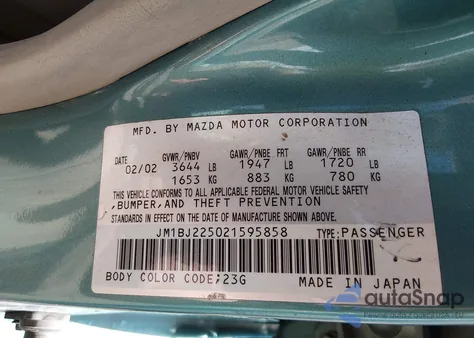 MFD. BY MAZDA MOTOR CORPORATION
DATE GVWR/PNBV GAWR/PNBE FRT GAWR/PNBE RR
02/02 3644 LB 1947 LB 1720 LB
1653 KG 883 KG 780 KG
THIS VEHICLE CONFORMS TO ALL APPLICABLE FEDERAL MOTOR VEHICLE SAFETY
,BUMPER,AND THEFT PREVENTION
STANDARDS IN EFFECT ON THE DATE OF MANUFACTURE SHOWN ABOVE.
JM1BJ225021595858 TYPE:PASSENGER
BODY COLOR CODE;23G MADE IN JAPAN
autoSnap